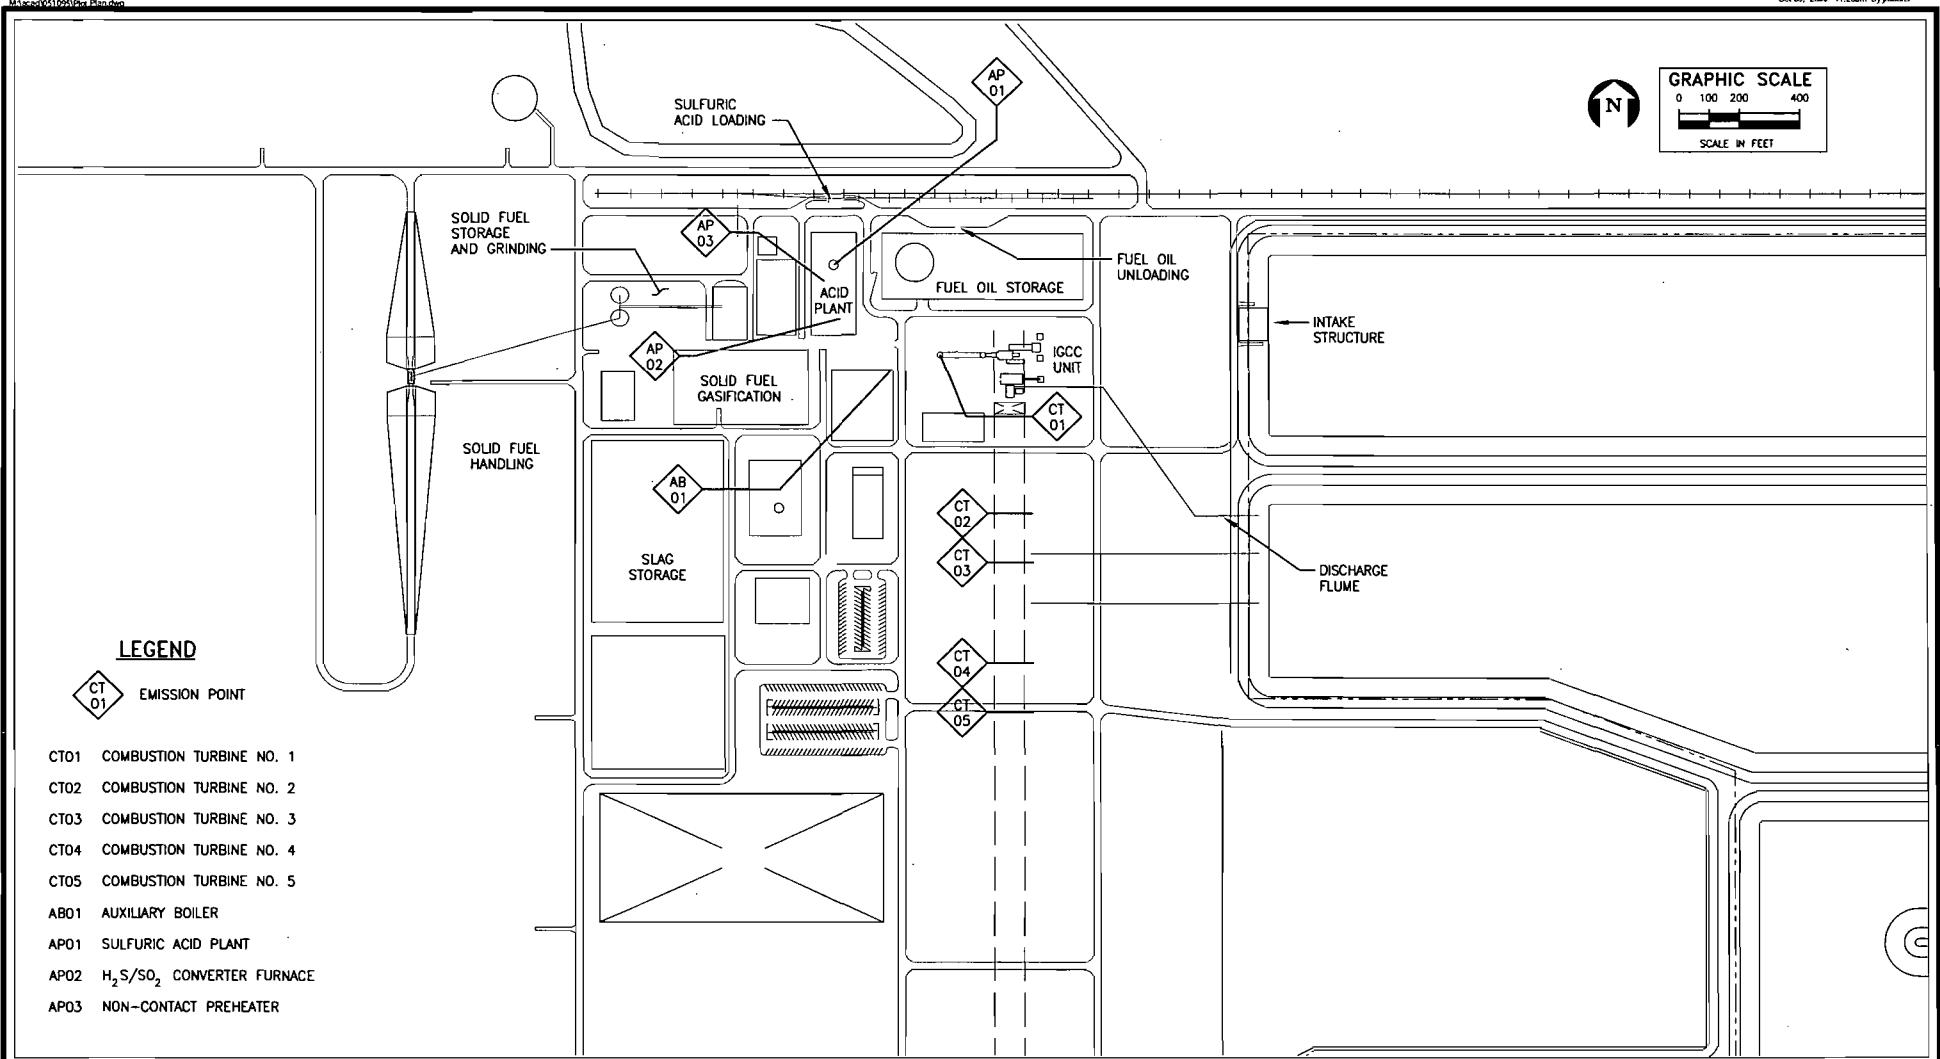 M:\acad\051095\Plot Plan.dwg
AP
01
SULFURIC
ACID LOADING
N
GRAPHIC SCALE
0 100 200 400
SCALE IN FEET
SOLID FUEL
STORAGE
AND GRINDING
AP
03
FUEL OIL
UNLOADING
ACID
PLANT
FUEL OIL STORAGE
INTAKE
STRUCTURE
AP
02
IGCC
UNIT
SOLID FUEL
GASIFICATION
CT
01
SOLID FUEL
HANDLING
AB
01
CT
02
CT
03
SLAG
STORAGE
DISCHARGE
FLUME
CT
04
CT
05
LEGEND
CT
01
EMISSION POINT
CT01 COMBUSTION TURBINE NO. 1
CT02 COMBUSTION TURBINE NO. 2
CT03 COMBUSTION TURBINE NO. 3
CT04 COMBUSTION TURBINE NO. 4
CT05 COMBUSTION TURBINE NO. 5
AB01 AUXILIARY BOILER
AP01 SULFURIC ACID PLANT
AP02 H2S/SO2 CONVERTER FURNACE
AP03 NON-CONTACT PREHEATER